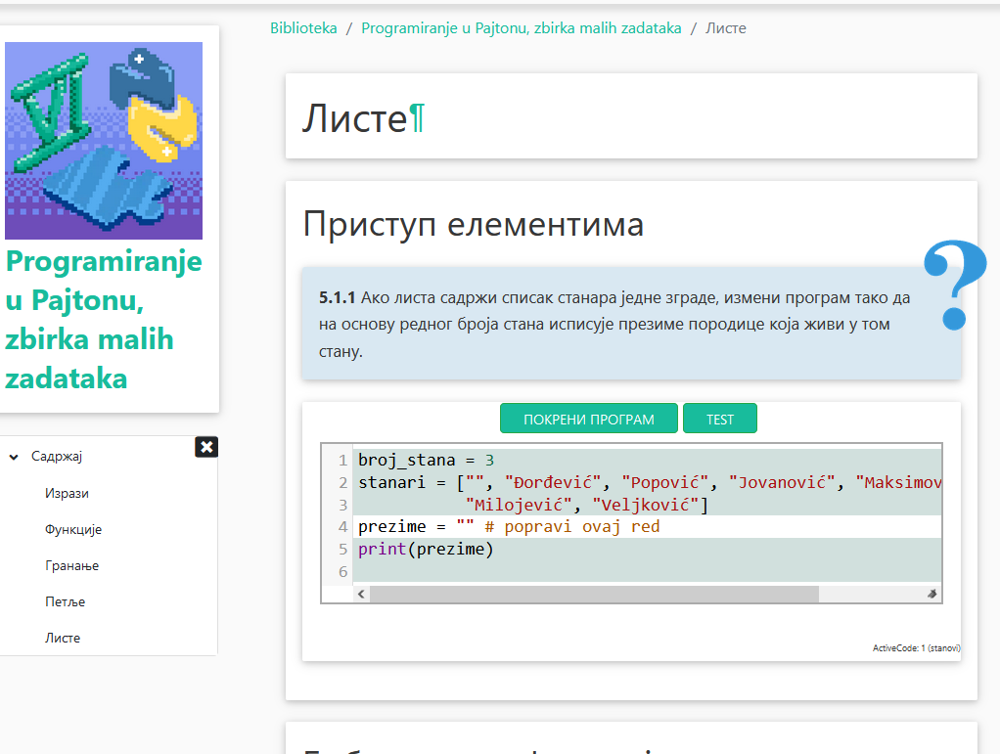 Biblioteka / Programiranje u Pajtonu, zbirka malih zadataka / Листе
Programiranje
u Pajtonu,
zbirka malih
zadataka
Садржај
Изрази
Функције
Гранање
Петље
Листе
Листе¶
Приступ елементима
?
5.1.1 Ако листа садржи списак станара једне зграде, измени програм тако да
на основу редног броја стана исписује презиме породице која живи у том
стану.
ПОКРЕНИ ПРОГРАМ TEST
1 broj_stana = 3
2 stanari = ["", "Đorđević", "Popović", "Jovanović", "Maksimov
3 "Milojević", "Veljković"]
4 prezime = "" # popravi ovaj red
5 print(prezime)
6
ActiveCode: 1 (stanovi)